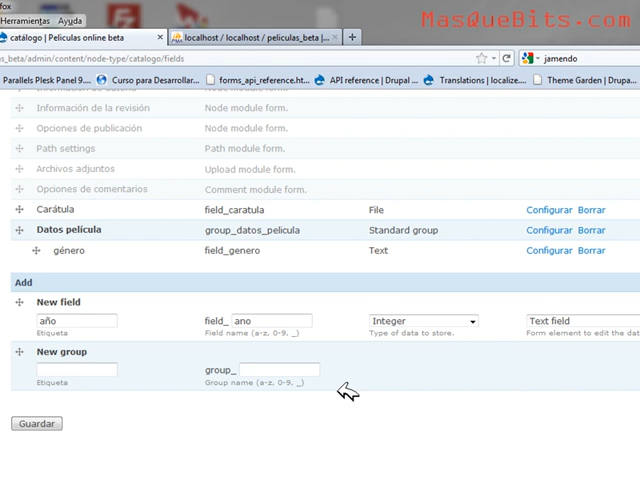 fox
Herramientas Ayuda
MasQueBits.com
catálogo | Peliculas online beta × localhost / localhost / peliculas_beta |... × +
as_beta/admin/content/node-type/catalogo/fields jamendo
Parallels Plesk Panel 9.... Curso para Desarrollar... forms_api_reference.ht... API reference | Drupal ... Translations | localize.... Theme Garden | Drupa...
Node module form.
Información de la revisión Node module form.
Opciones de publicación Node module form.
Path settings Path module form.
Archivos adjuntos Upload module form.
Opciones de comentarios Comment module form.
Carátula field_caratula File Configurar Borrar
Datos película group_datos_pelicula Standard group Configurar Borrar
género field_genero Text Configurar Borrar
Add
New field
año field_ ano Integer Text field
Etiqueta Field name (a-z, 0-9, _) Type of data to store. Form element to edit the dat
New group
group_
Etiqueta Group name (a-z, 0-9, _)
Guardar